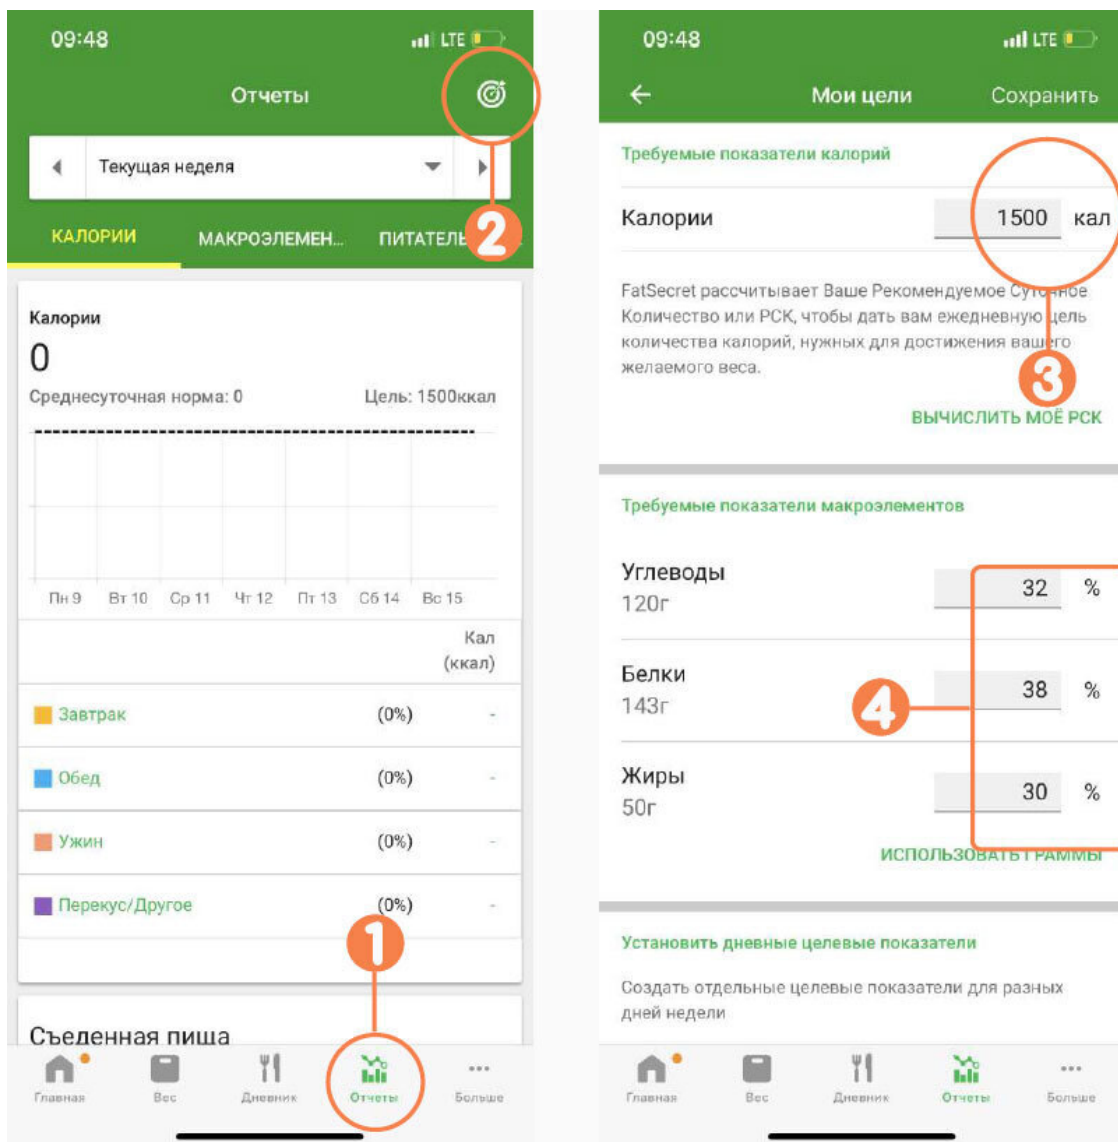 09:48
LTE
Отчеты
Текущая неделя
2
КАЛОРИИ
МАКРОЭЛЕМЕН...
ПИТАТЕЛЬ
Калории
0
Среднесуточная норма: 0
Цель: 1500ккал
Пн 9 Вт 10 Ср 11 Чт 12 Пт 13 Сб 14 Вс 15
Кал
(ккал)
Завтрак (0%) -
Обед (0%) -
Ужин (0%) -
Перекус/Другое (0%) -
1
Съеденная пища
Главная Вес Дневник Отчеты Больше
09:48
LTE
Мои цели
Сохранить
Требуемые показатели калорий
Калории 1500 кал
FatSecret рассчитывает Ваше Рекомендуемое Суточное
Количество или РСК, чтобы дать вам ежедневную цель
количества калорий, нужных для достижения вашего
желаемого веса.
3
ВЫЧИСЛИТЬ МОЁ РСК
Требуемые показатели макроэлементов
Углеводы 32 %
120г
Белки 38 %
143г
4
Жиры 30 %
50г
ИСПОЛЬЗОВАТЬ ГРАММЫ
Установить дневные целевые показатели
Создать отдельные целевые показатели для разных
дней недели
Главная Вес Дневник Отчеты Больше